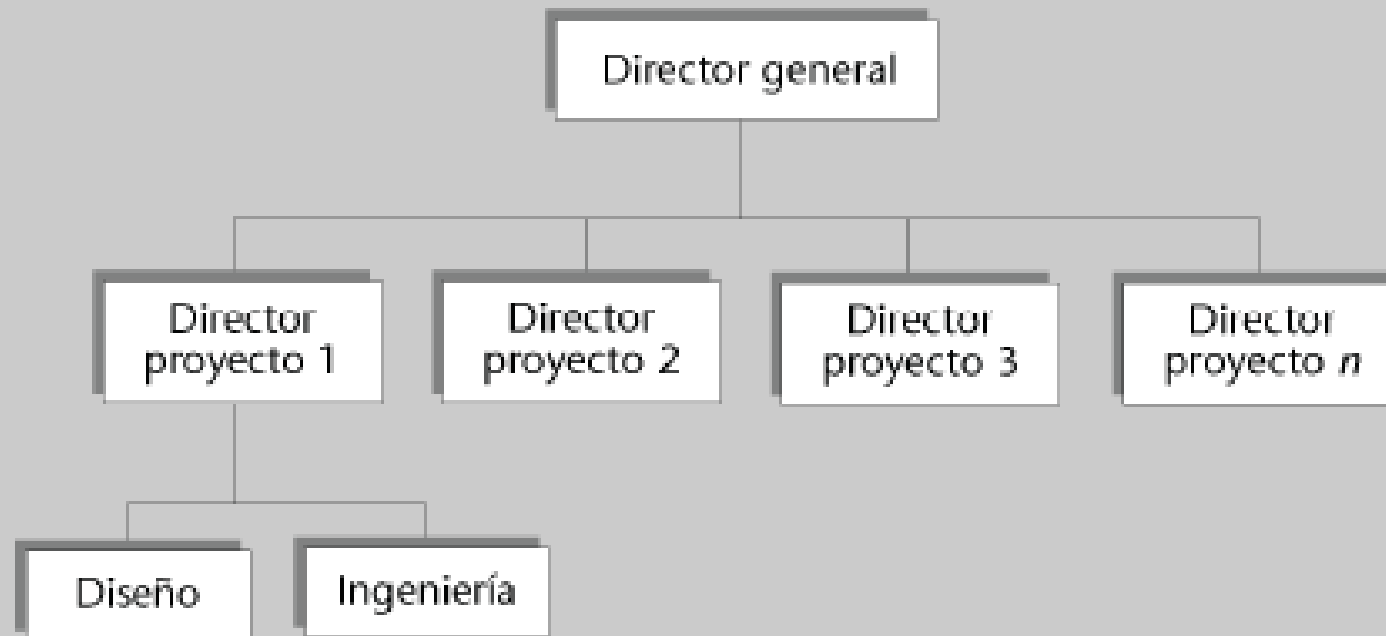 Director general
Director
proyecto 1
Director
proyecto 2
Director
proyecto 3
Director
proyecto n
Diseño
Ingeniería